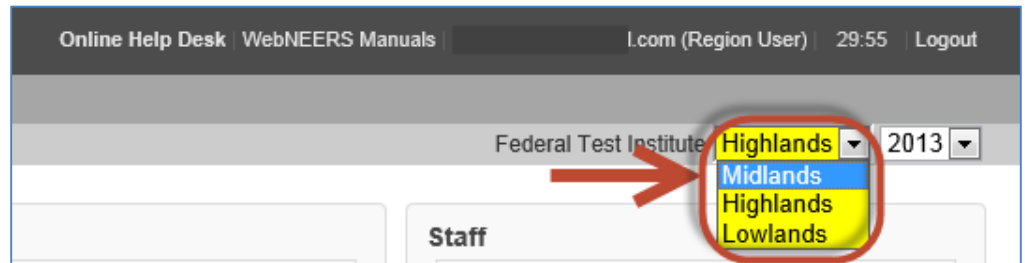 Online Help Desk | WebNEERS Manuals | l.com (Region User) | 29:55 | Logout
Federal Test Institute Highlands 2013
Midlands
Highlands
Staff
Lowlands